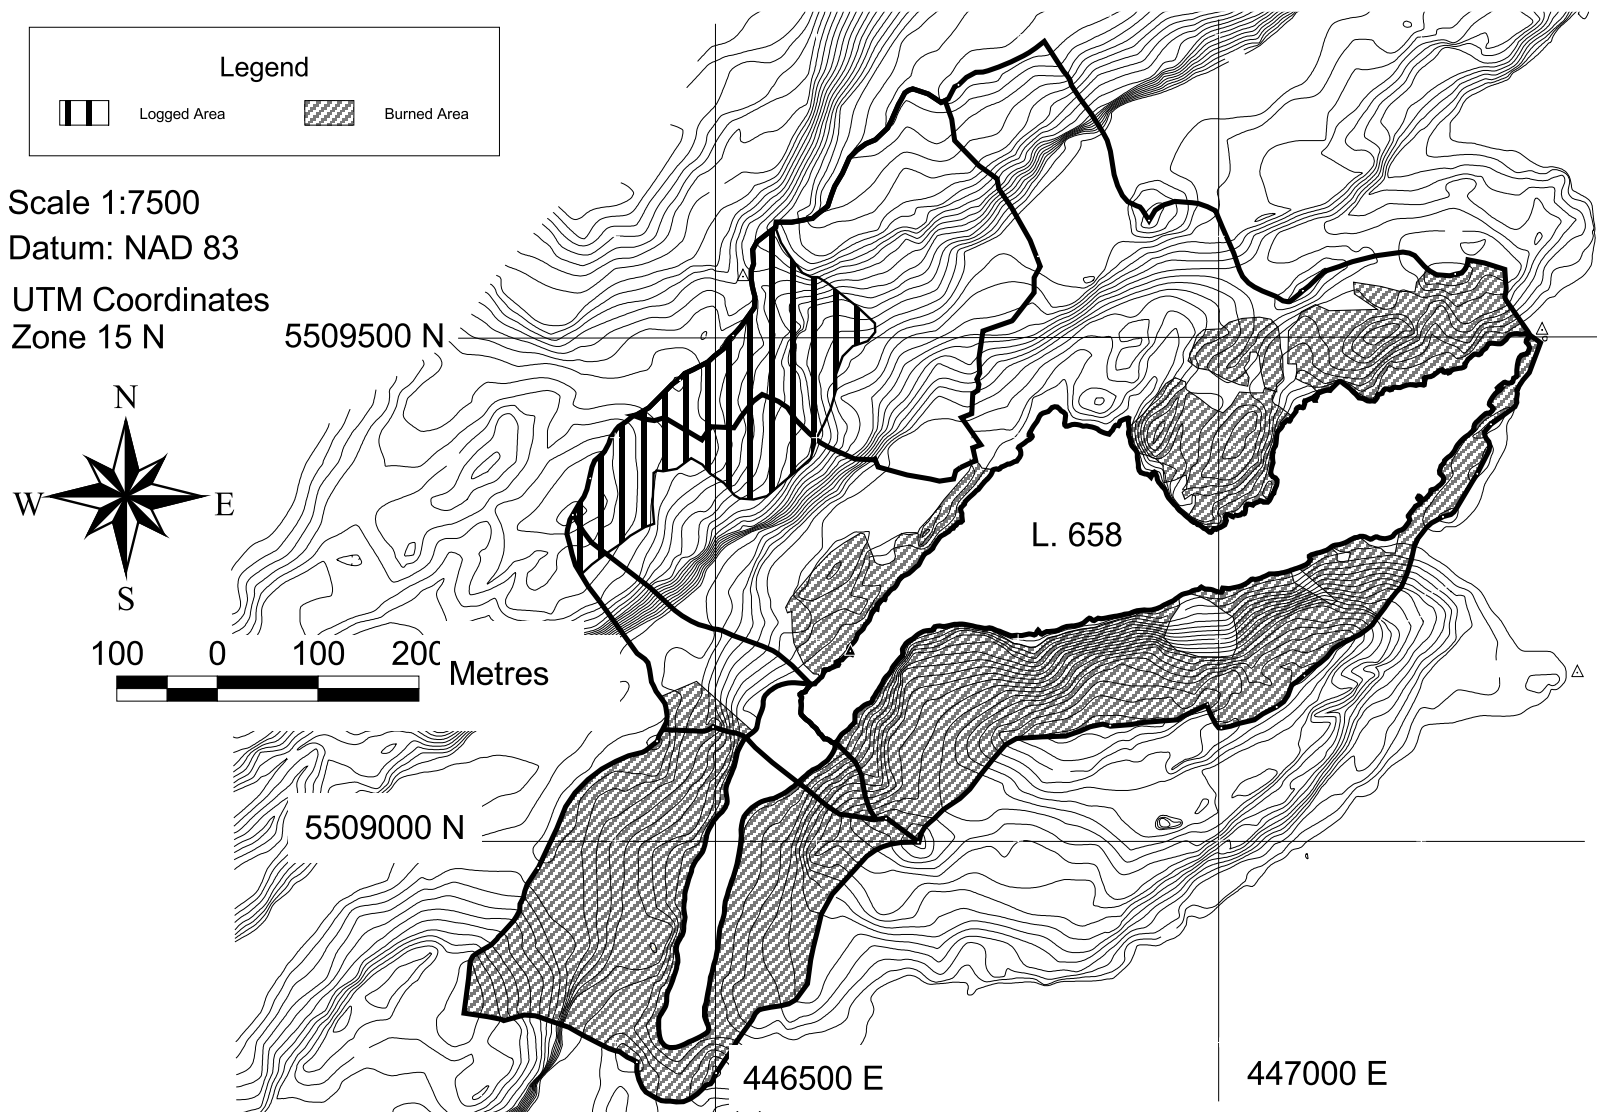 Legend
Logged Area
Burned Area
Scale 1:7500
Datum: NAD 83
UTM Coordinates
Zone 15 N
5509500 N
N
W
E
S
L. 658
100 0 100 200
Metres
5509000 N
446500 E
447000 E